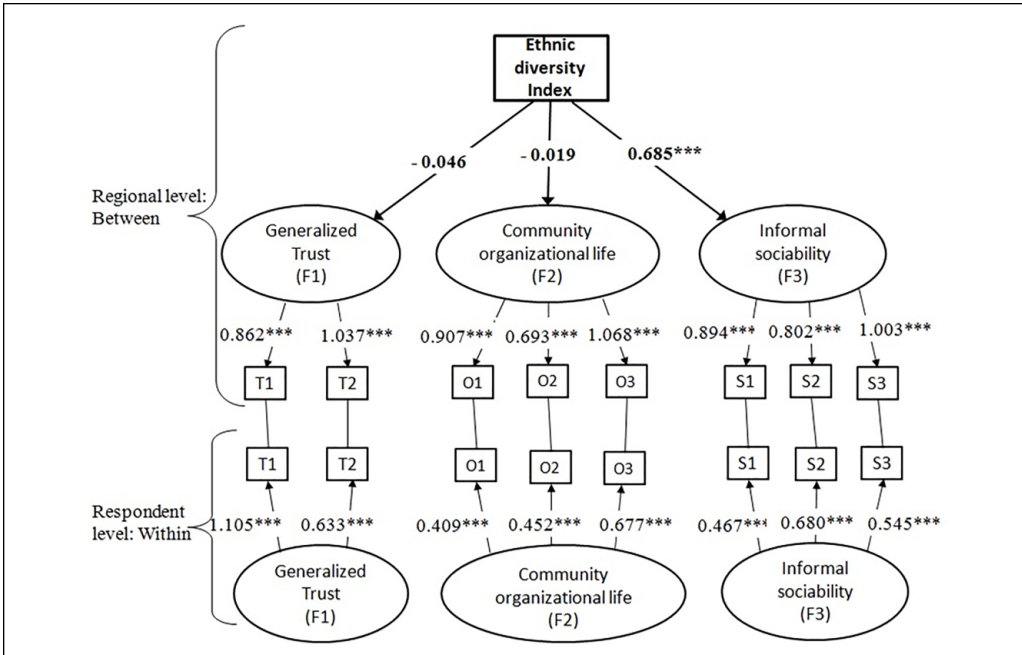 Ethnic
diversity
Index
- 0.046
- 0.019
0.685***
Regional level:
Between
Generalized
Trust
(F1)
Community
organizational life
(F2)
Informal
sociability
(F3)
0.862*** 1.037*** 0.907*** 0.693*** 1.068*** 0.894*** 0.802*** 1.003***
T1 T2 O1 O2 O3 S1 S2 S3
T1 T2 O1 O2 O3 S1 S2 S3
Respondent
level: Within
1.105*** 0.633*** 0.409*** 0.452*** 0.677*** 0.467*** 0.680*** 0.545***
Generalized
Trust
(F1)
Community
organizational life
(F2)
Informal
sociability
(F3)